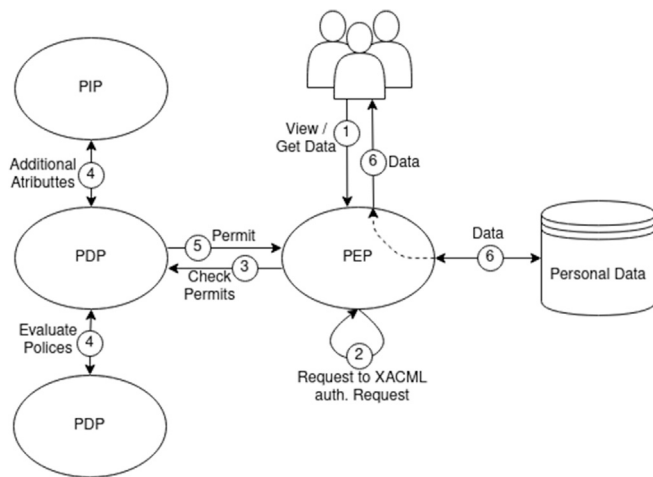 PIP
View /
Get Data
1
6
Data
Additional
Atributtes
4
PDP
5
Permit
3
Check
Permits
PEP
Data
6
Personal Data
Evaluate
Polices
4
2
Request to XACML
auth. Request
PDP